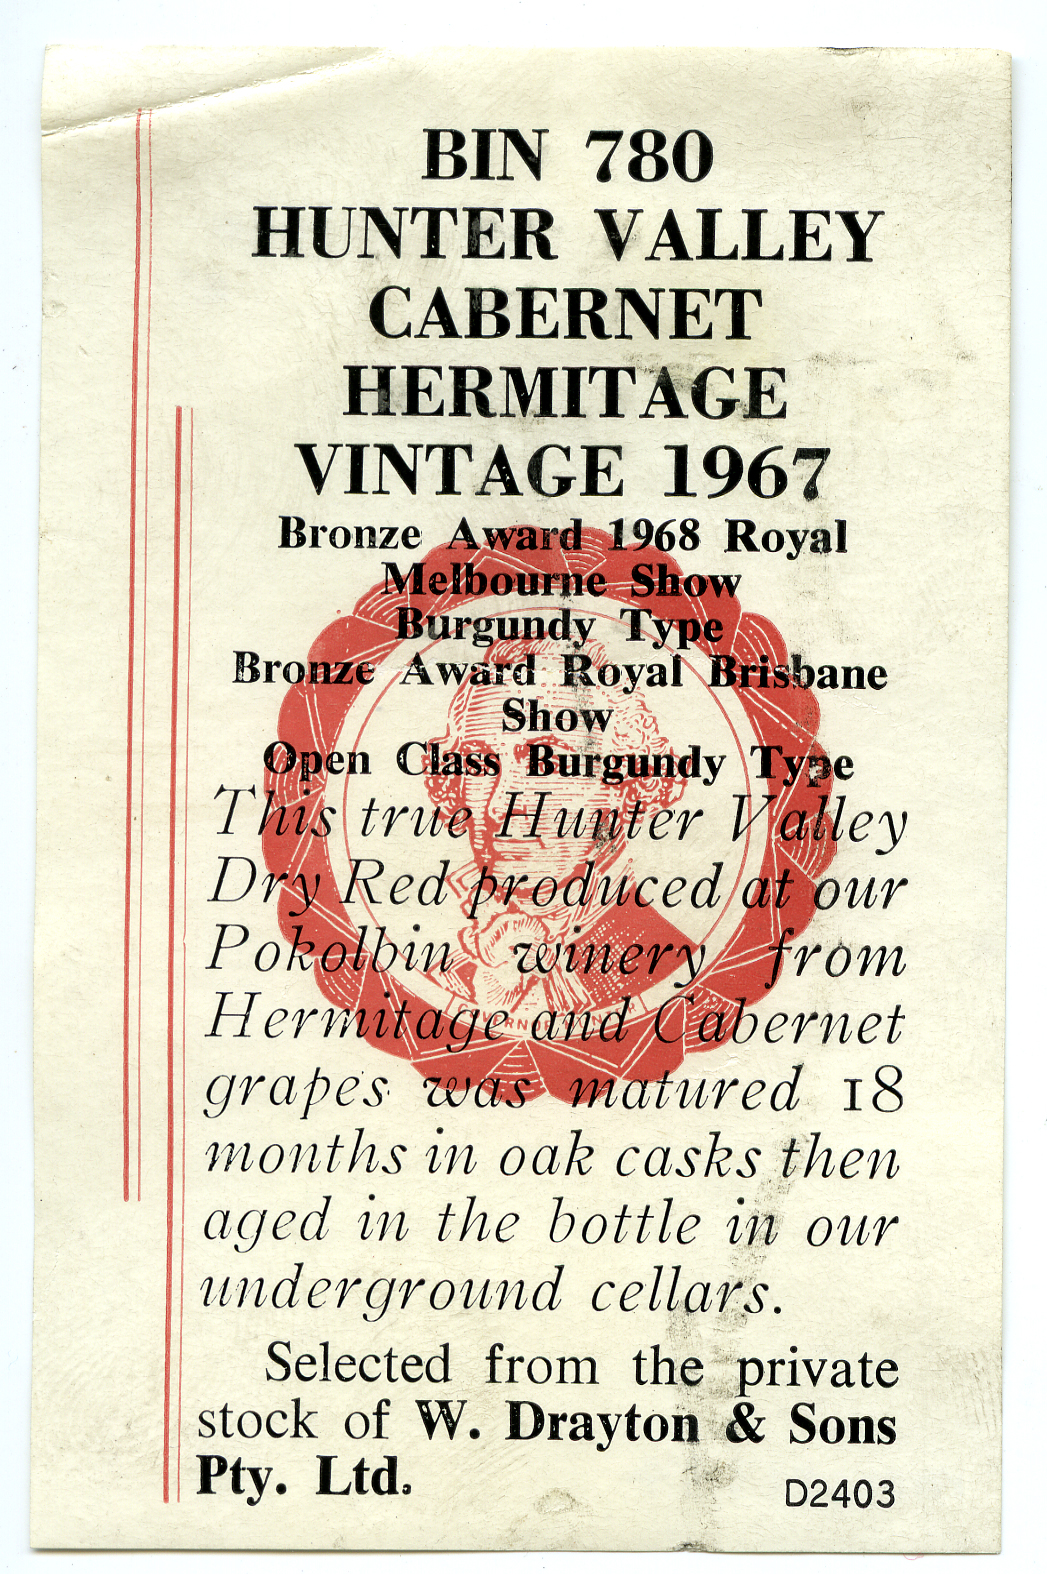 BIN 780
HUNTER VALLEY
CABERNET
HERMITAGE
VINTAGE 1967
Bronze Award 1968 Royal
Melbourne Show
Burgundy Type
Bronze Award Royal Brisbane
Show
Open Class Burgundy Type
This true Hunter Valley
Dry Red produced at our
Pokolbin winery from
Hermitage and Cabernet
grapes was matured 18
months in oak casks then
aged in the bottle in our
underground cellars.
Selected from the private
stock of W. Drayton & Sons
Pty. Ltd.
D2403